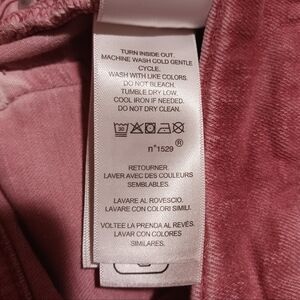 TURN INSIDE OUT.
MACHINE WASH COLD GENTLE
CYCLE.
WASH WITH LIKE COLORS.
DO NOT BLEACH.
TUMBLE DRY LOW.
COOL IRON IF NEEDED.
DO NOT DRY CLEAN.
30
n°1529 ®
RETOURNER.
LAVER AVEC DES COULEURS
SEMBLABLES.
LAVARE AL ROVESCIO.
LAVARE CON COLORI SIMILI.
VOLTEE LA PRENDA AL REVÉS.
LAVAR CON COLORES
SIMILARES.